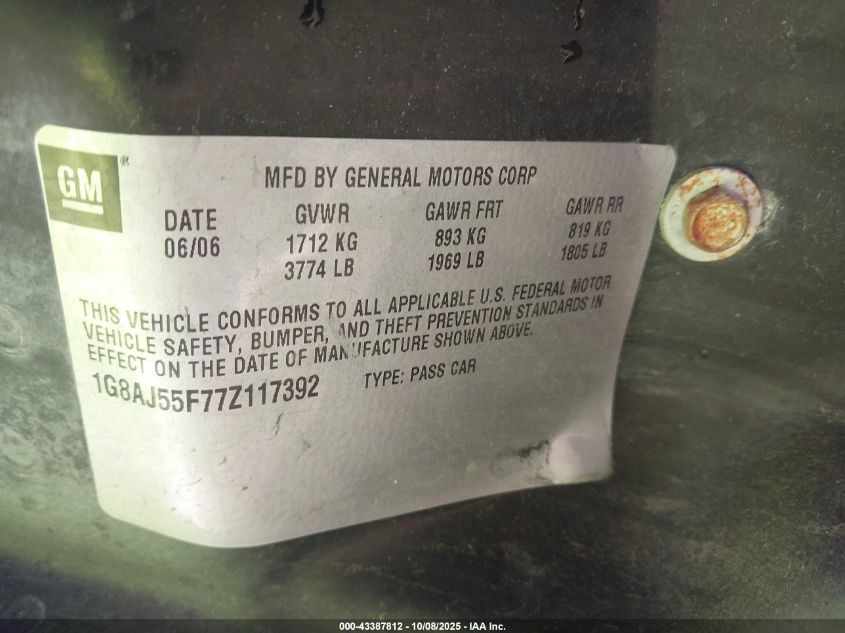 GM®
MFD BY GENERAL MOTORS CORP
DATE GVWR GAWR FRT GAWR RR
06/06 1712 KG 893 KG 819 KG
3774 LB 1969 LB 1805 LB
THIS VEHICLE CONFORMS TO ALL APPLICABLE U.S. FEDERAL MOTOR
VEHICLE SAFETY, BUMPER, AND THEFT PREVENTION STANDARDS IN
EFFECT ON THE DATE OF MANUFACTURE SHOWN ABOVE.
1G8AJ55F77Z117392 TYPE: PASS CAR
000-43387812 - 10/08/2025 - IAA Inc.